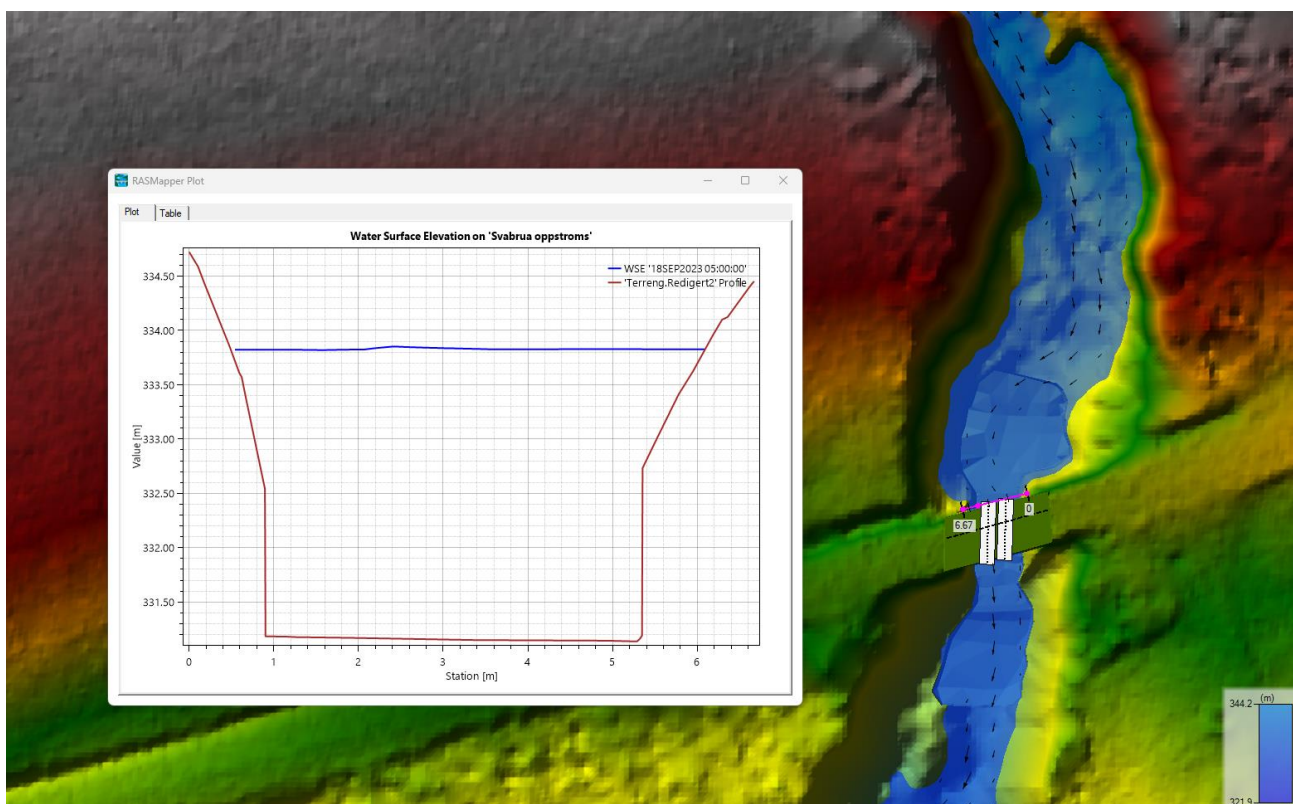 RASMapper Plot
Plot Table
Water Surface Elevation on 'Svabrua oppstroms'
WSE '18SEP2023 05:00:00'
'Terreng.Redigert2' Profile
334.50
334.00
333.50
333.00
332.50
332.00
331.50
Value [m]
0 1 2 3 4 5 6
Station [m]
0
6.67
(m)
344.2
321.9